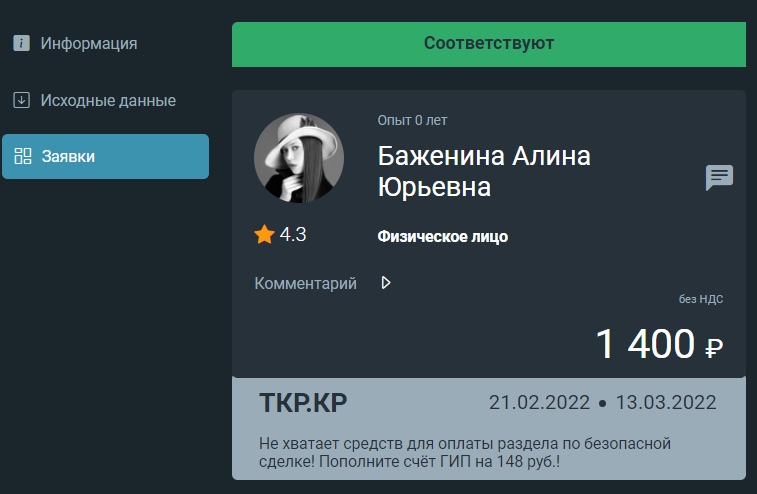 Информация
Исходные данные
Заявки
Соответствуют
Опыт 0 лет
Баженина Алина
Юрьевна
4.3
Физическое лицо
Комментарий
без НДС
1 400 ₽
ТКР.КР
21.02.2022 • 13.03.2022
Не хватает средств для оплаты раздела по безопасной
сделке! Пополните счёт ГИП на 148 руб.!